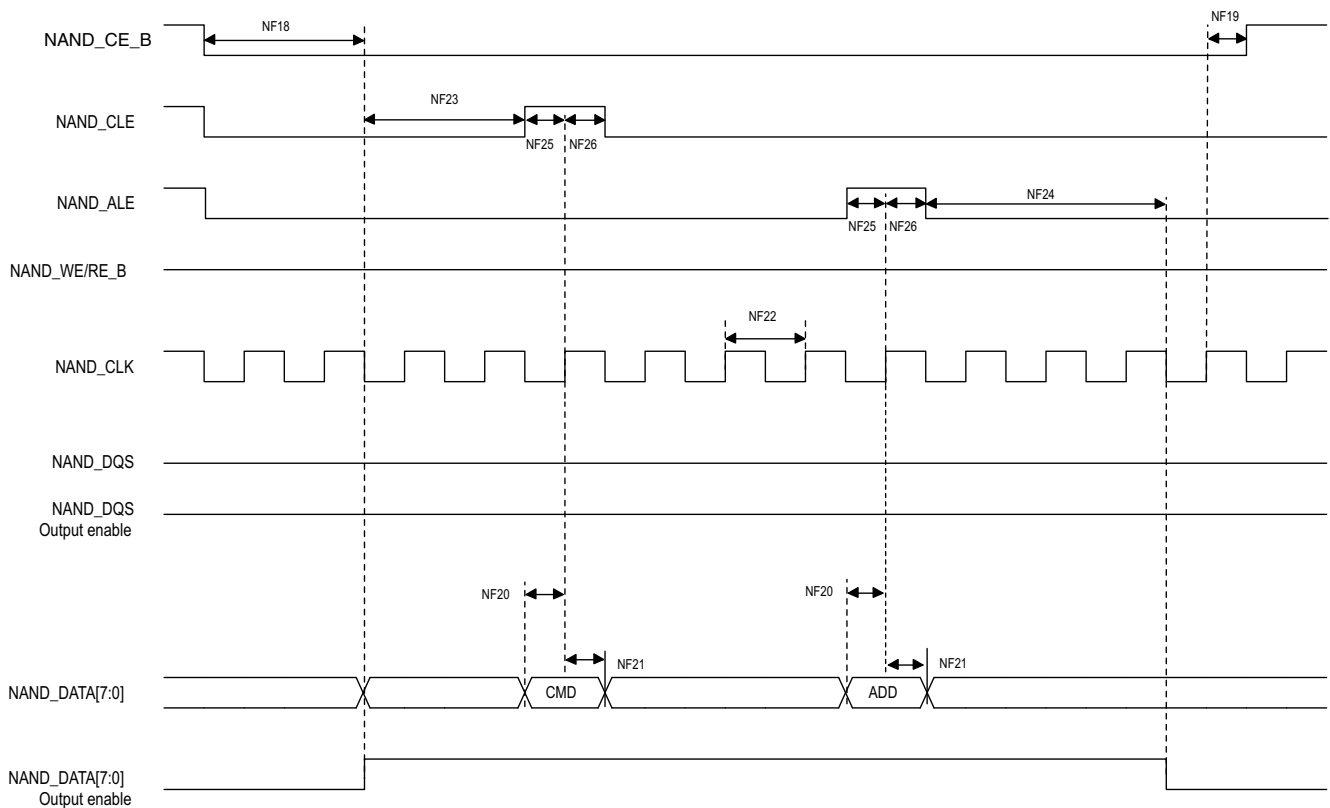 NF18
NF19
NAND_CE_B
NF23
NAND_CLE
NF25 NF26
NAND_ALE
NF24
NF25 NF26
NAND_WE/RE_B
NF22
NAND_CLK
NAND_DQS
NAND_DQS
Output enable
NF20
NF20
NF21
NF21
NAND_DATA[7:0]
CMD
ADD
NAND_DATA[7:0]
Output enable